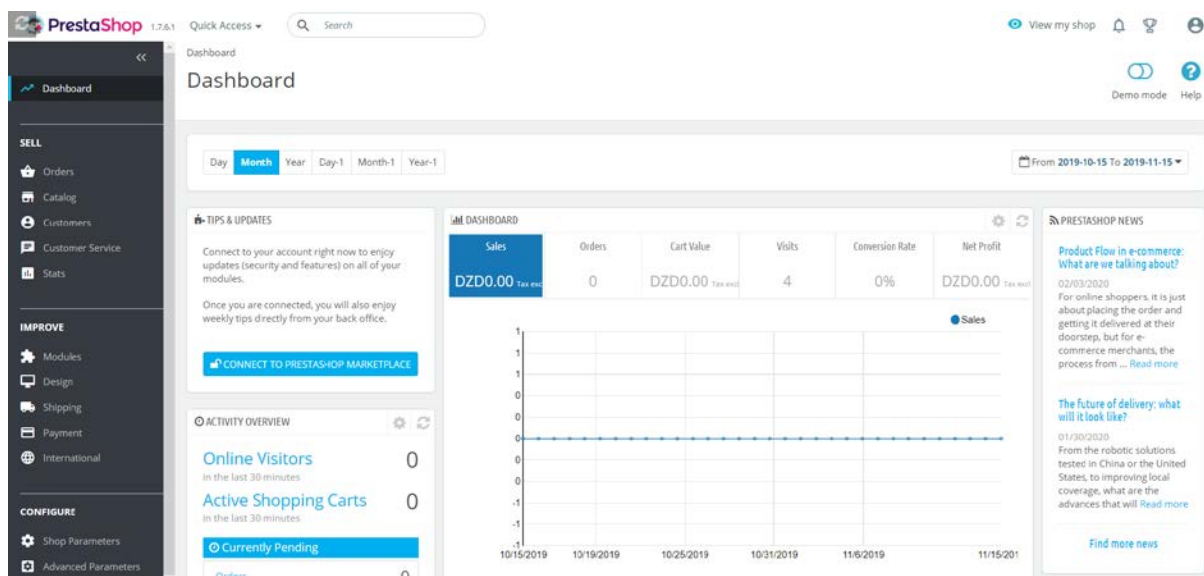 PrestaShop 1.7.6.1
Quick Access
Search
View my shop
Dashboard
SELL
Orders
Catalog
Customers
Customer Service
Stats
IMPROVE
Modules
Design
Shipping
Payment
International
CONFIGURE
Shop Parameters
Advanced Parameters
Dashboard
Dashboard
Demo mode
Help
Day Month Year Day-1 Month-1 Year-1
From 2019-10-15 To 2019-11-15
TIPS & UPDATES
Connect to your account right now to enjoy
updates (security and features) on all of your
modules.
Once you are connected, you will also enjoy
weekly tips directly from your back office.
CONNECT TO PRESTASHOP MARKETPLACE
ACTIVITY OVERVIEW
Online Visitors 0
in the last 30 minutes
Active Shopping Carts 0
in the last 30 minutes
Currently Pending
Orders 0
DASHBOARD
Sales Orders Cart Value Visits Conversion Rate Net Profit
DZD0.00 Tax excl 0 DZD0.00 Tax excl 4 0% DZD0.00 Tax excl
Sales
1
1
1
0
0
0
0
0
-1
-1
-1
10/15/2019 10/19/2019 10/25/2019 10/31/2019 11/6/2019 11/15/201
PRESTASHOP NEWS
Product Flow in e-commerce:
What are we talking about?
02/03/2020
For online shoppers, it is just
about placing the order and
getting it delivered at their
doorstep, but for e-
commerce merchants, the
process from ... Read more
The future of delivery: what
will it look like?
01/30/2020
From the robotic solutions
tested in China or the United
States, to improving local
coverage, what are the
advances that will Read more
Find more news